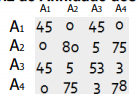 A₁ A₂ A₃ A₄
A₁ 45 0 45 0
A₂ 0 80 5 75
A₃ 45 5 53 3
A₄ 0 75 3 78